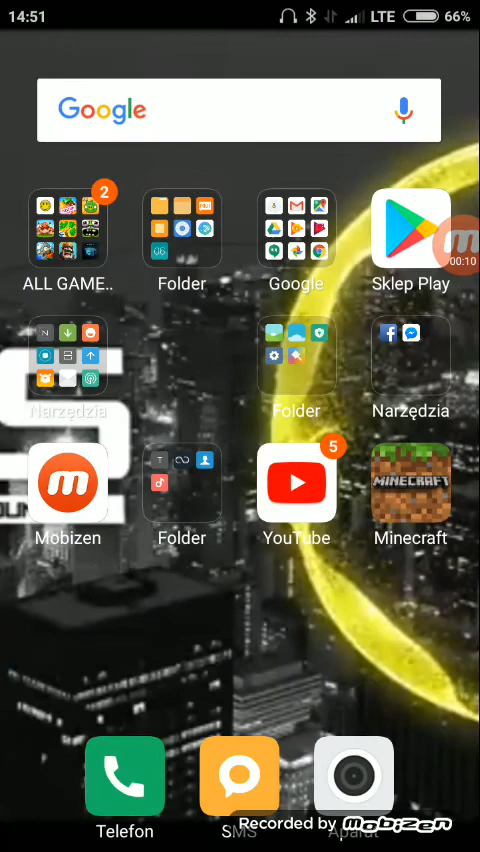 14:51
LTE
66%
Google
2
00:10
ALL GAME..
Folder
Google
Sklep Play
Narzędzia
Folder
Narzędzia
5
MINECRAFT
Mobizen
Folder
YouTube
Minecraft
Telefon
SMS
Aparat
Recorded by Mobizen